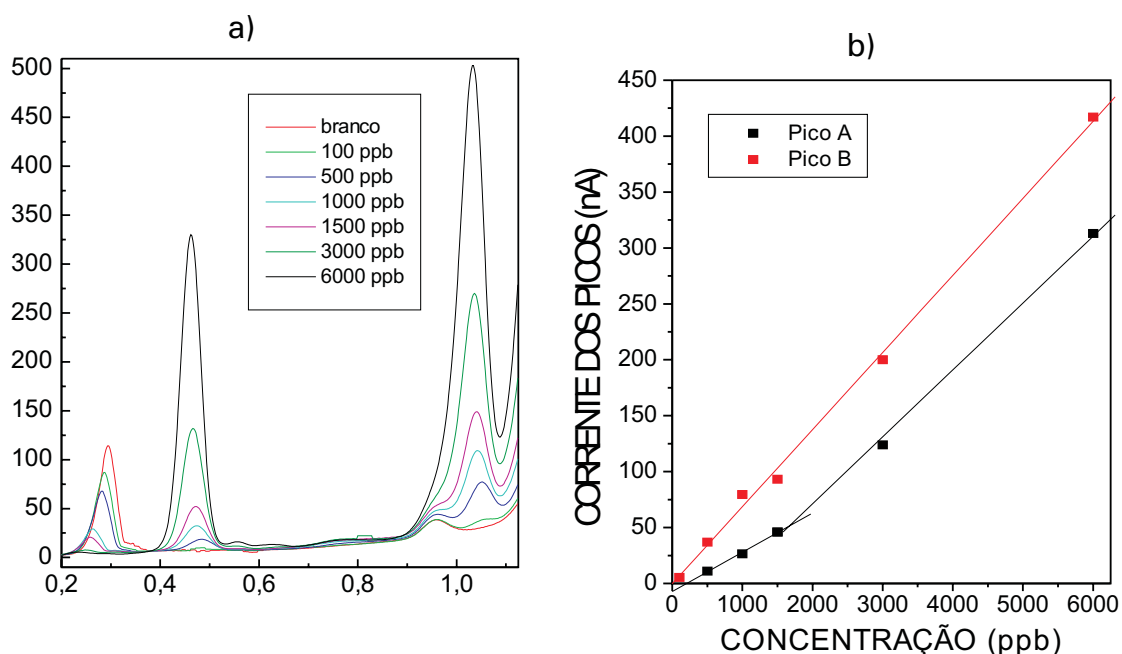 a)
500
450
400
350
300
250
200
150
100
50
0
0,2
0,4
0,6
0,8
1,0
branco
100 ppb
500 ppb
1000 ppb
1500 ppb
3000 ppb
6000 ppb
b)
450
400
350
300
250
200
150
100
50
0
0
1000
2000
3000
4000
5000
6000
Pico A
Pico B
CORRENTE DOS PICOS (nA)
CONCENTRAÇÃO (ppb)